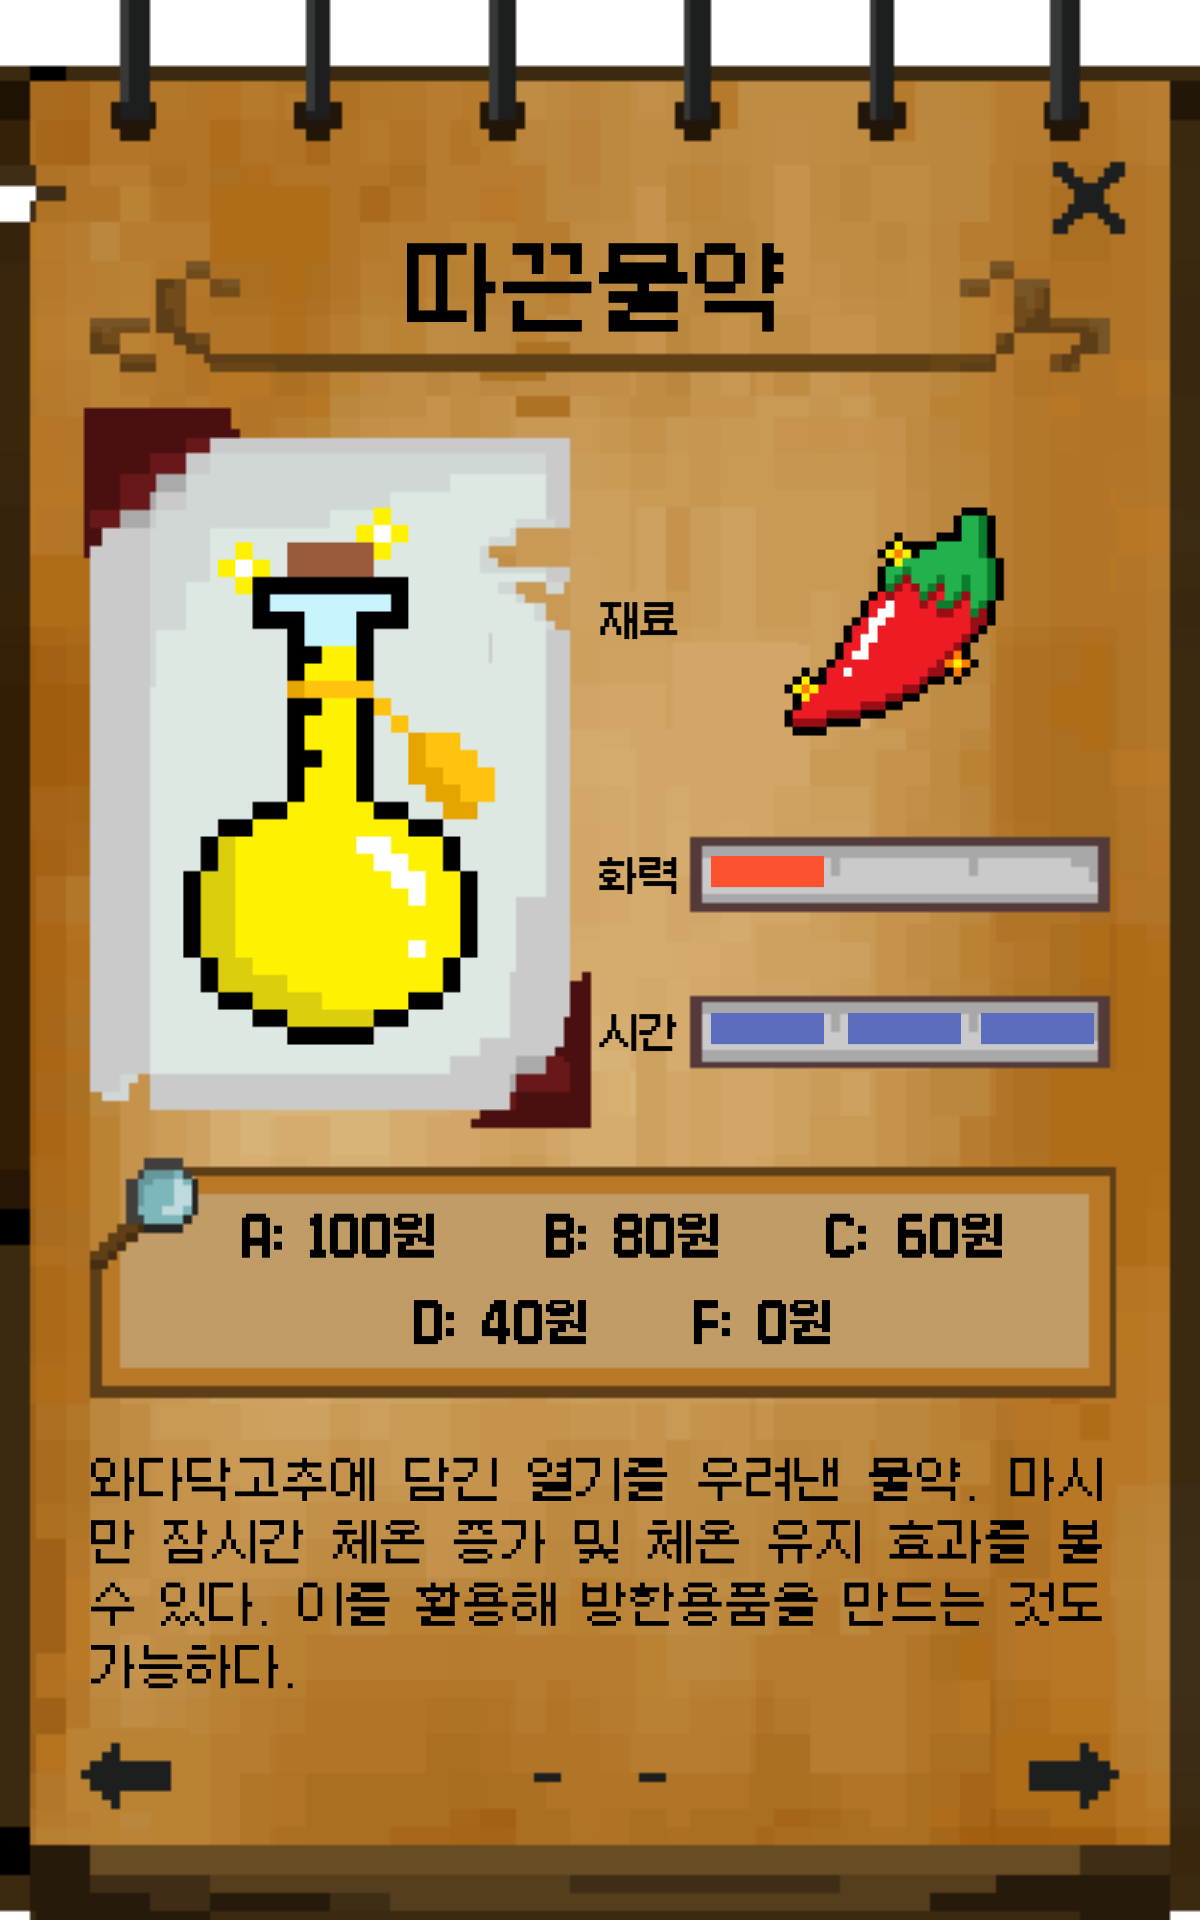 따끈물약
재료
화력
시간
A: 100원 B: 80원 C: 60원
D: 40원 F: 0원
와다닥고추에 담긴 열기를 우려낸 물약. 마시
만 잠시간 체온 증가 및 체온 유지 효과를 볼
수 있다. 이를 활용해 방한용품을 만드는 것도
가능하다.
- -